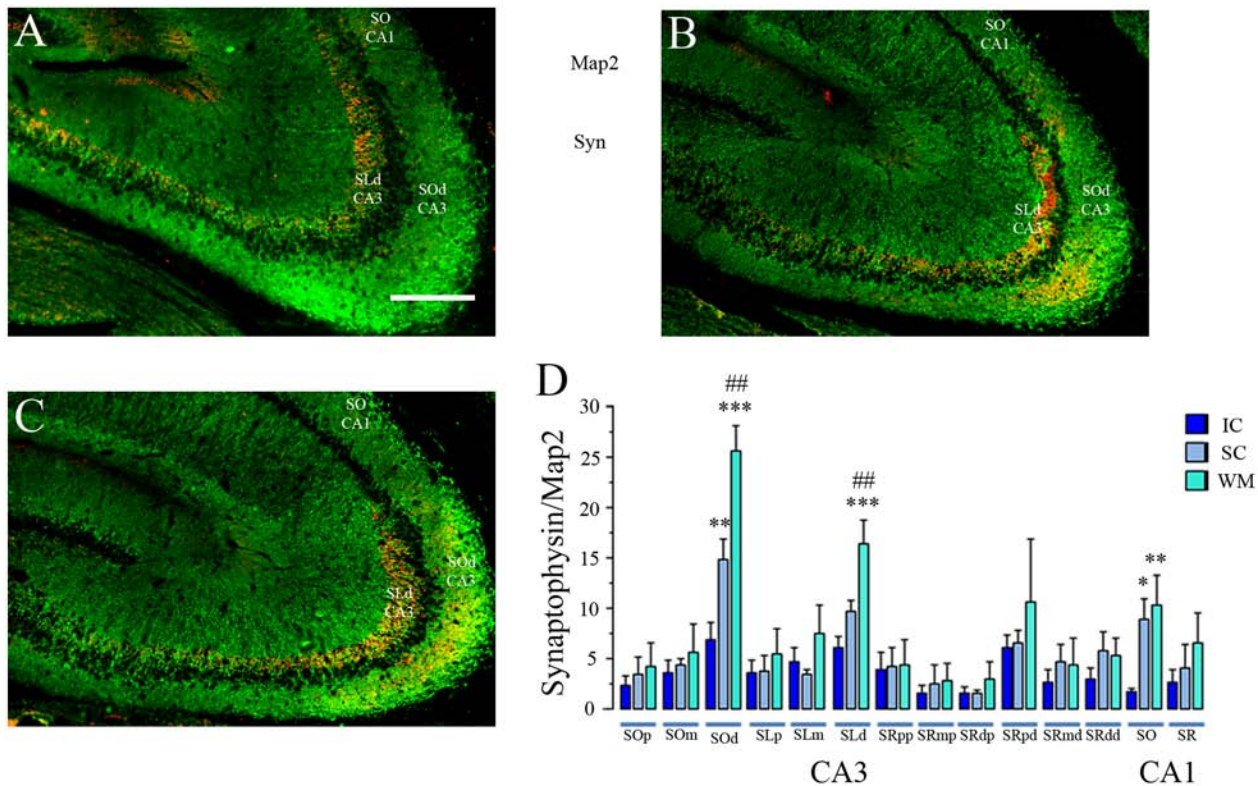 A
SO
CA1
SLd
CA3
SOd
CA3
Map2
Syn
B
SO
CA1
SOd
CA3
SLd
CA3
C
SO
CA1
SOd
CA3
SLd
CA3
D
Synaptophysin/Map2
30
25
20
15
10
5
0
##
***
**
##
***
*
**
IC
SC
WM
SOp SOm SOd SLp SLm SLd SRpp SRmp SRdp SRpd SRmd SRdd SO SR
CA3 CA1